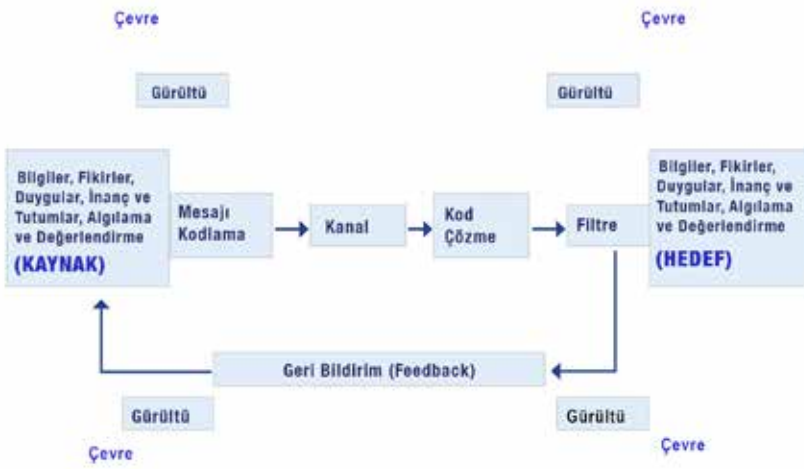 Çevre
Çevre
Gürültü
Gürültü
Bilgiler, Fikirler,
Duygular, İnanç ve
Tutumlar, Algılama
ve Değerlendirme
(KAYNAK)
Mesajı
Kodlama
Kanal
Kod
Çözme
Filtre
Bilgiler, Fikirler,
Duygular, İnanç ve
Tutumlar, Algılama
ve Değerlendirme
(HEDEF)
Geri Bildirim (Feedback)
Gürültü
Gürültü
Çevre
Çevre